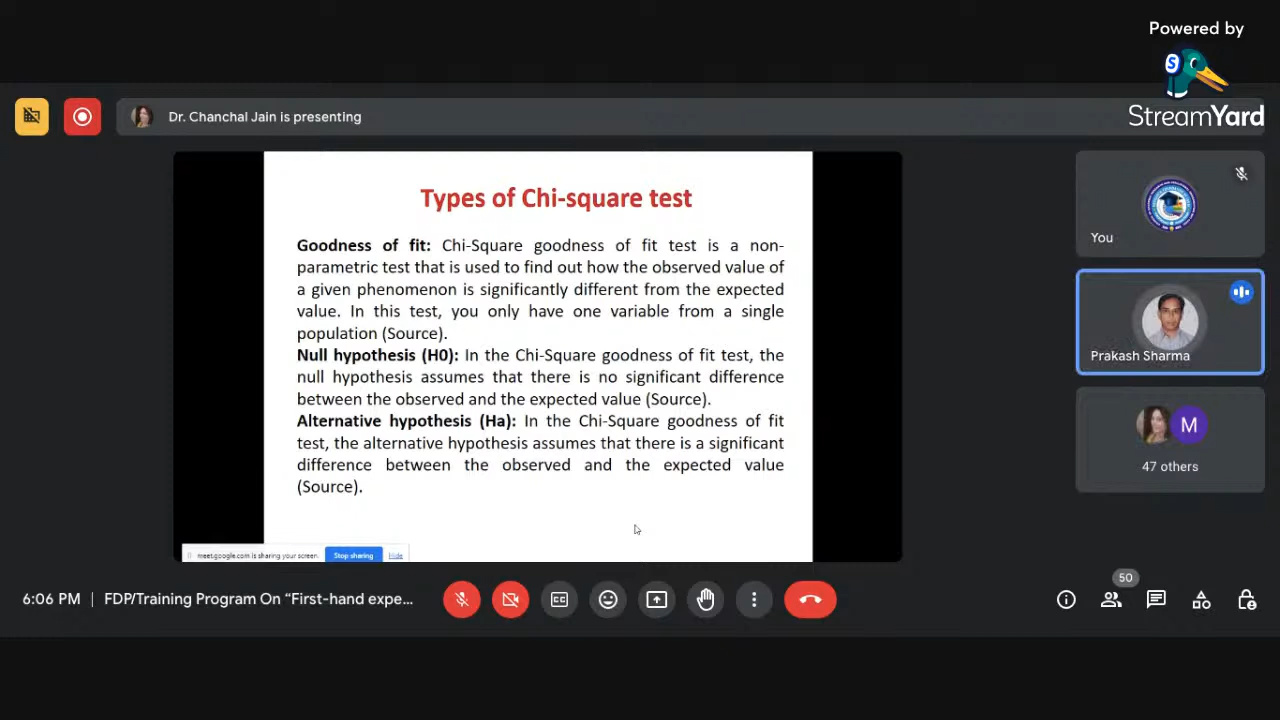 Powered by
S
StreamYard
Dr. Chanchal Jain is presenting
Types of Chi-square test
Goodness of fit: Chi-Square goodness of fit test is a non-
parametric test that is used to find out how the observed value of
a given phenomenon is significantly different from the expected
value. In this test, you only have one variable from a single
population (Source).
Null hypothesis (H0): In the Chi-Square goodness of fit test, the
null hypothesis assumes that there is no significant difference
between the observed and the expected value (Source).
Alternative hypothesis (Ha): In the Chi-Square goodness of fit
test, the alternative hypothesis assumes that there is a significant
difference between the observed and the expected value
(Source).
meet.google.com is sharing your screen.
Stop sharing
Hide
You
Prakash Sharma
M
47 others
6:06 PM | FDP/Training Program On “First-hand expe...
50